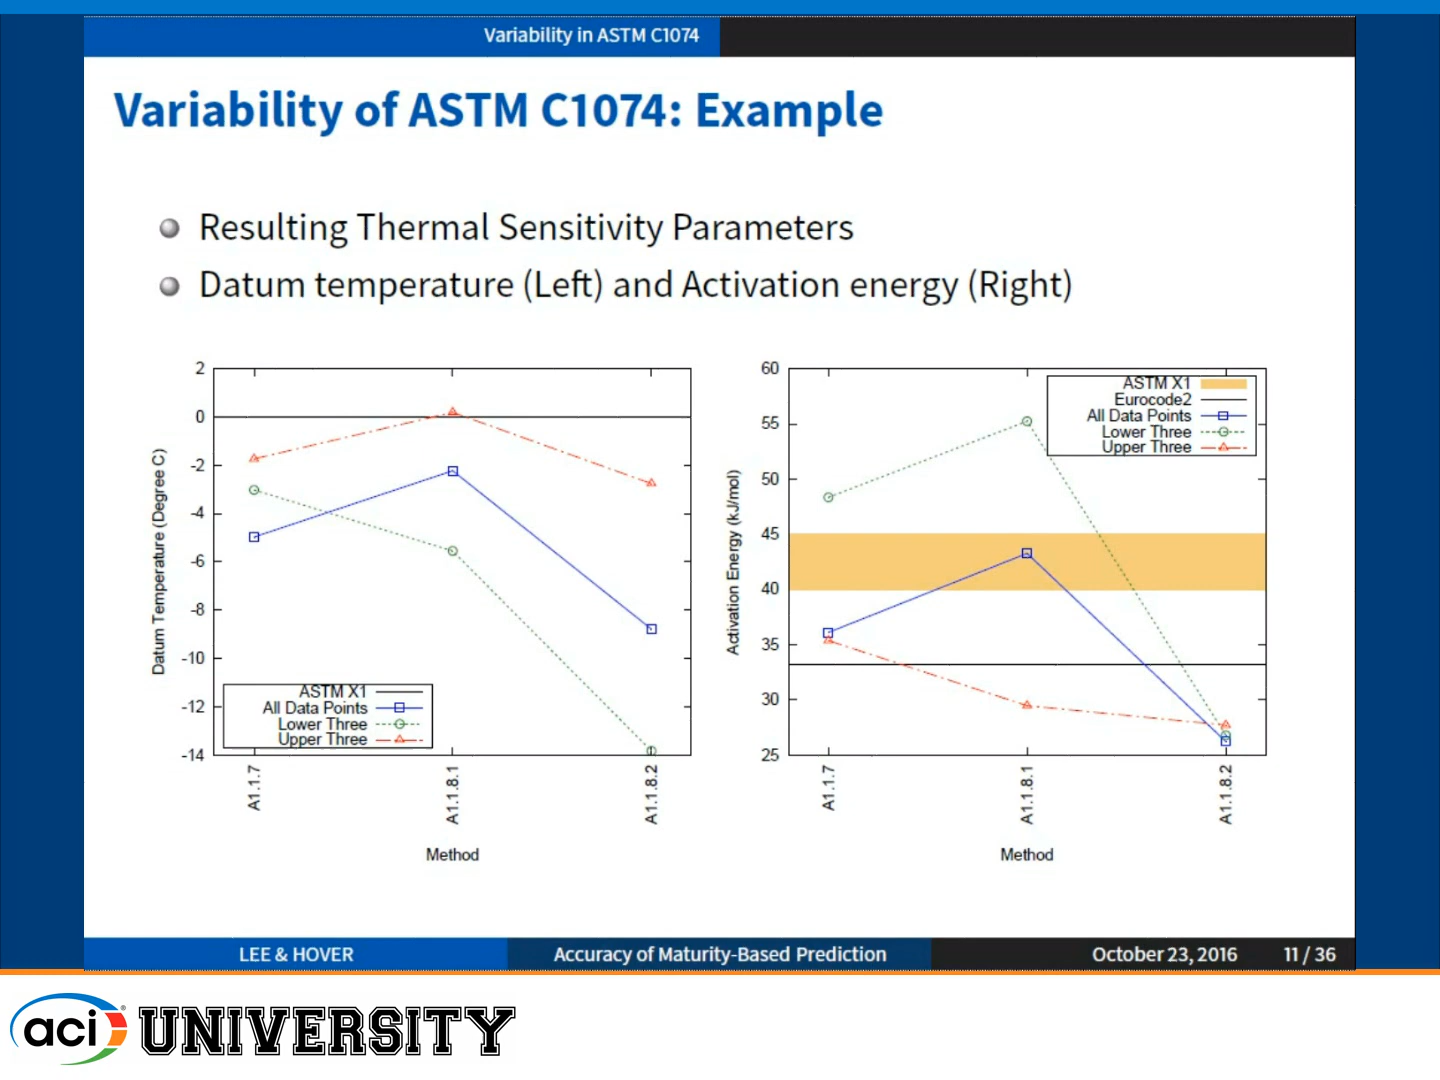 Variability in ASTM C1074
Variability of ASTM C1074: Example
Resulting Thermal Sensitivity Parameters
Datum temperature (Left) and Activation energy (Right)
2
0
-2
-4
-6
-8
-10
-12
-14
Datum Temperature (Degree C)
ASTM X1
All Data Points
Lower Three
Upper Three
A1.1.7
A1.1.8.1
A1.1.8.2
Method
60
55
50
45
40
35
30
25
Activation Energy (kJ/mol)
ASTM X1
Eurocode2
All Data Points
Lower Three
Upper Three
A1.1.7
A1.1.8.1
A1.1.8.2
Method
LEE & HOVER
Accuracy of Maturity-Based Prediction
October 23, 2016
11 / 36
aci UNIVERSITY